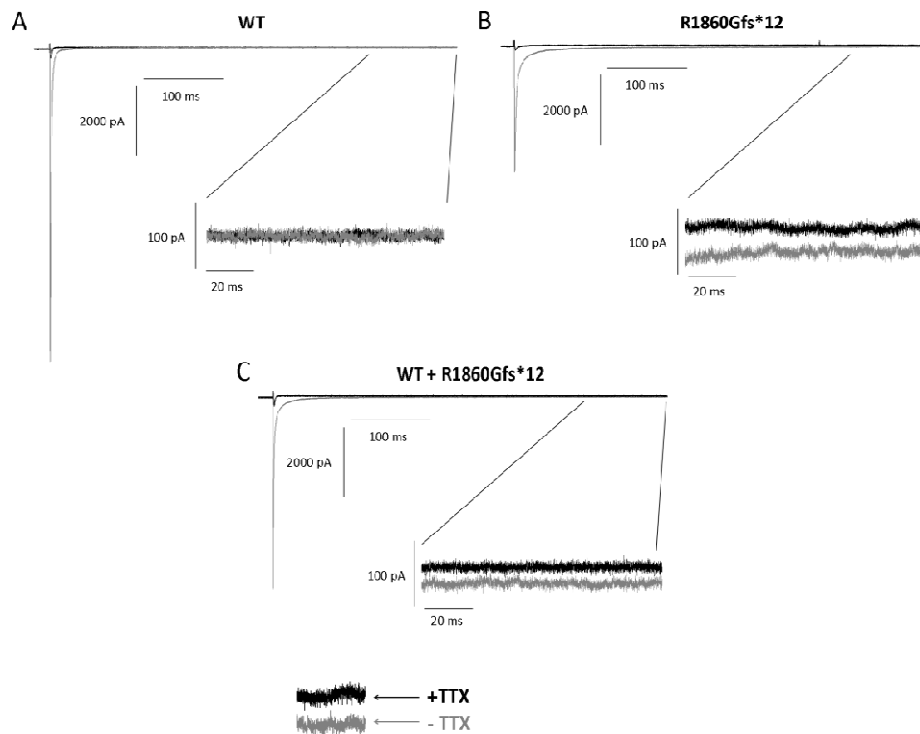 A
WT
100 ms
2000 pA
100 pA
20 ms
B
R1860Gfs*12
100 ms
2000 pA
100 pA
20 ms
C
WT + R1860Gfs*12
100 ms
2000 pA
100 pA
20 ms
+TTX
- TTX